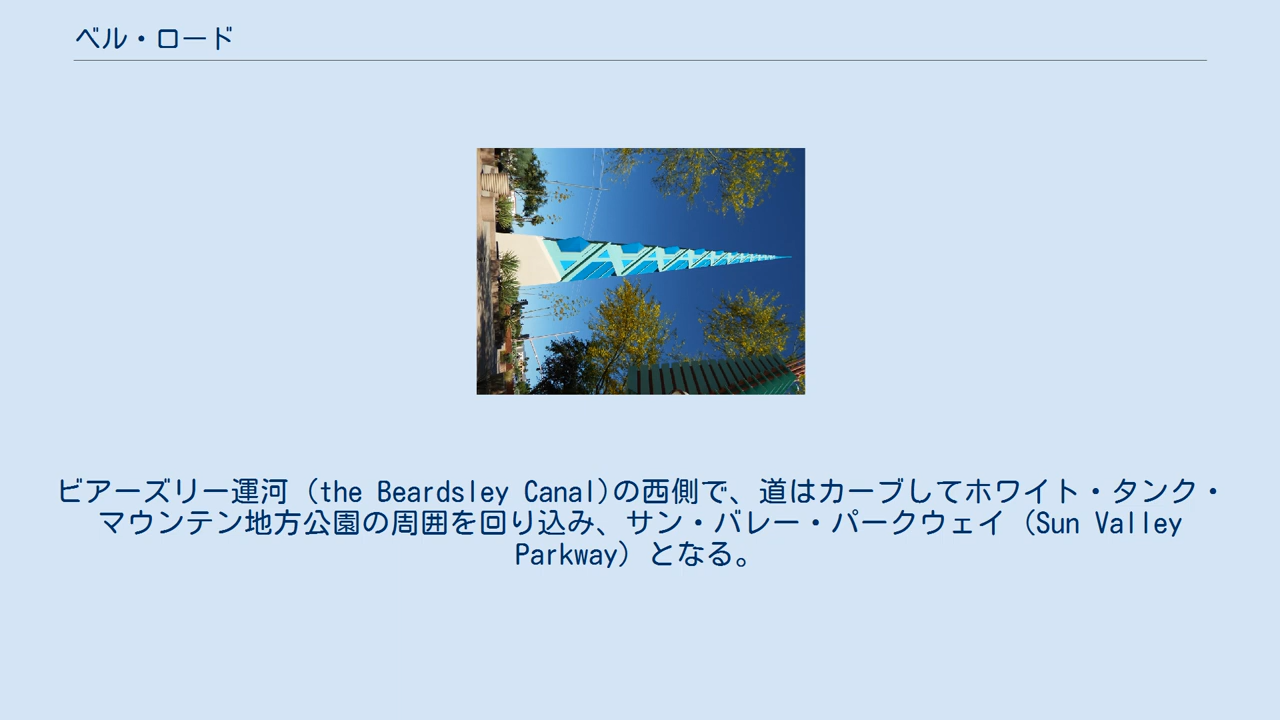 ベル・ロード
ビアーズリー運河 (the Beardsley Canal)の西側で、道はカーブしてホワイト・タンク・
マウンテン地方公園の周囲を回り込み、サン・バレー・パークウェイ (Sun Valley
Parkway) となる。